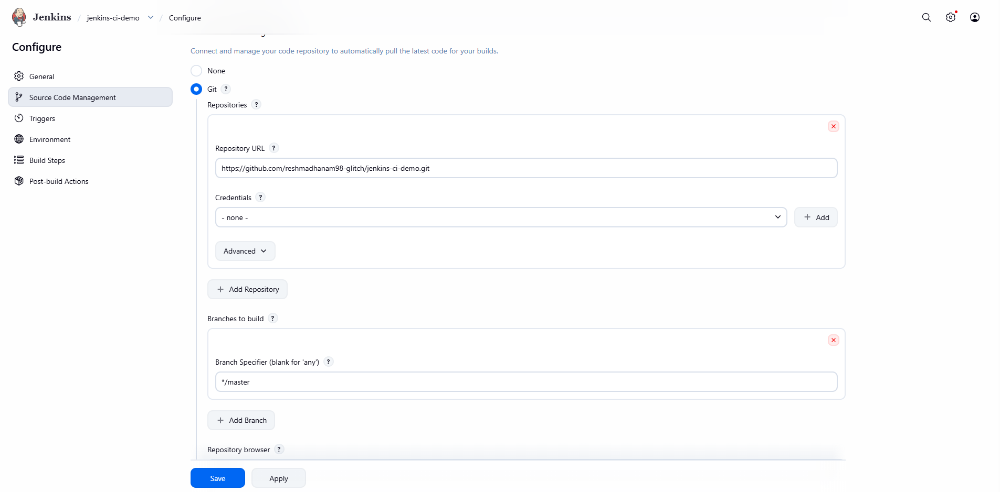 Jenkins / jenkins-ci-demo / Configure
Configure
General
Source Code Management
Triggers
Environment
Build Steps
Post-build Actions
Connect and manage your code repository to automatically pull the latest code for your builds.
None
Git ?
Repositories ?
Repository URL ?
https://github.com/reshmadhanam98-glitch/jenkins-ci-demo.git
Credentials ?
- none -
+ Add
Advanced
+ Add Repository
Branches to build ?
Branch Specifier (blank for 'any') ?
*/master
+ Add Branch
Repository browser ?
Save
Apply